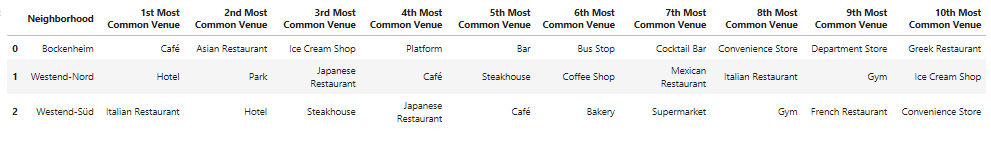 Neighborhood 1st Most Common Venue 2nd Most Common Venue 3rd Most Common Venue 4th Most Common Venue 5th Most Common Venue 6th Most Common Venue 7th Most Common Venue 8th Most Common Venue 9th Most Common Venue 10th Most Common Venue
0 Bockenheim Café Asian Restaurant Ice Cream Shop Platform Bar Bus Stop Cocktail Bar Convenience Store Department Store Greek Restaurant
1 Westend-Nord Hotel Park Japanese Restaurant Café Steakhouse Coffee Shop Mexican Restaurant Italian Restaurant Gym Ice Cream Shop
2 Westend-Süd Italian Restaurant Hotel Steakhouse Japanese Restaurant Café Bakery Supermarket Gym French Restaurant Convenience Store